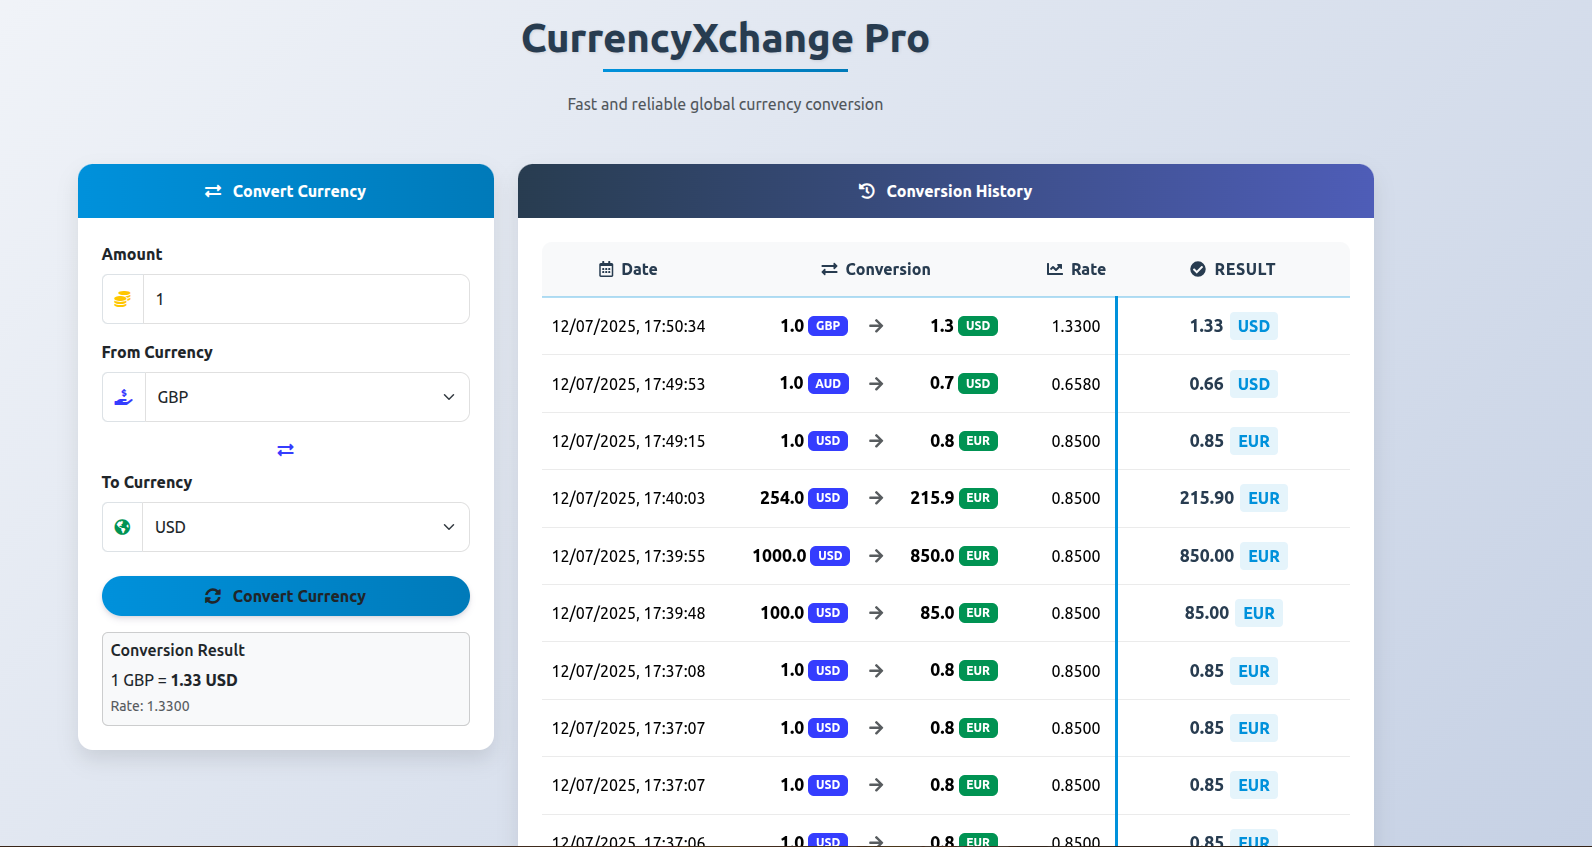 CurrencyXchange Pro
Fast and reliable global currency conversion
Convert Currency
Amount
1
From Currency
GBP
To Currency
USD
Convert Currency
Conversion Result
1 GBP = 1.33 USD
Rate: 1.3300
Conversion History
Date Conversion Rate RESULT
12/07/2025, 17:50:34 1.0 GBP → 1.3 USD 1.3300 1.33 USD
12/07/2025, 17:49:53 1.0 AUD → 0.7 USD 0.6580 0.66 USD
12/07/2025, 17:49:15 1.0 USD → 0.8 EUR 0.8500 0.85 EUR
12/07/2025, 17:40:03 254.0 USD → 215.9 EUR 0.8500 215.90 EUR
12/07/2025, 17:39:55 1000.0 USD → 850.0 EUR 0.8500 850.00 EUR
12/07/2025, 17:39:48 100.0 USD → 85.0 EUR 0.8500 85.00 EUR
12/07/2025, 17:37:08 1.0 USD → 0.8 EUR 0.8500 0.85 EUR
12/07/2025, 17:37:07 1.0 USD → 0.8 EUR 0.8500 0.85 EUR
12/07/2025, 17:37:07 1.0 USD → 0.8 EUR 0.8500 0.85 EUR
12/07/2025, 17:37:06 1.0 USD → 0.8 EUR 0.8500 0.85 EUR